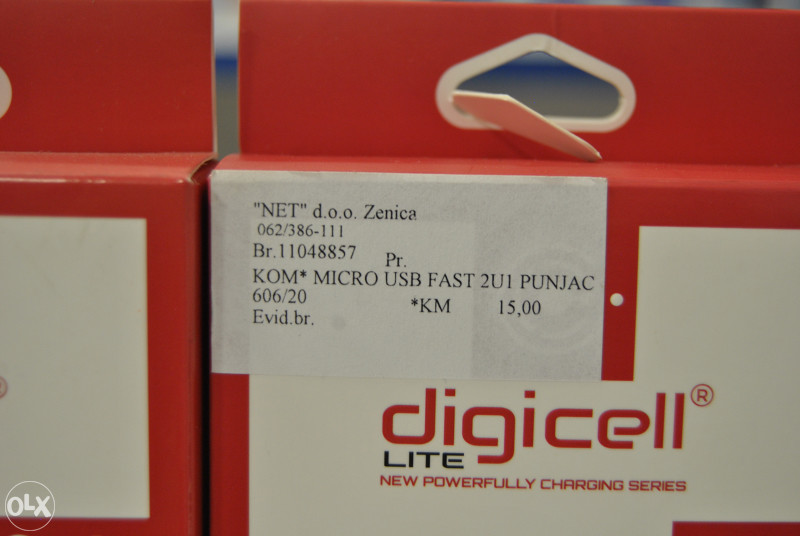 "NET" d.o.o. Zenica
062/386-111
Br.11048857 Pr.
KOM* MICRO USB FAST 2U1 PUNJAC
606/20 *KM 15,00
Evid.br.
digicell®
LITE
NEW POWERFULLY CHARGING SERIES
OLX